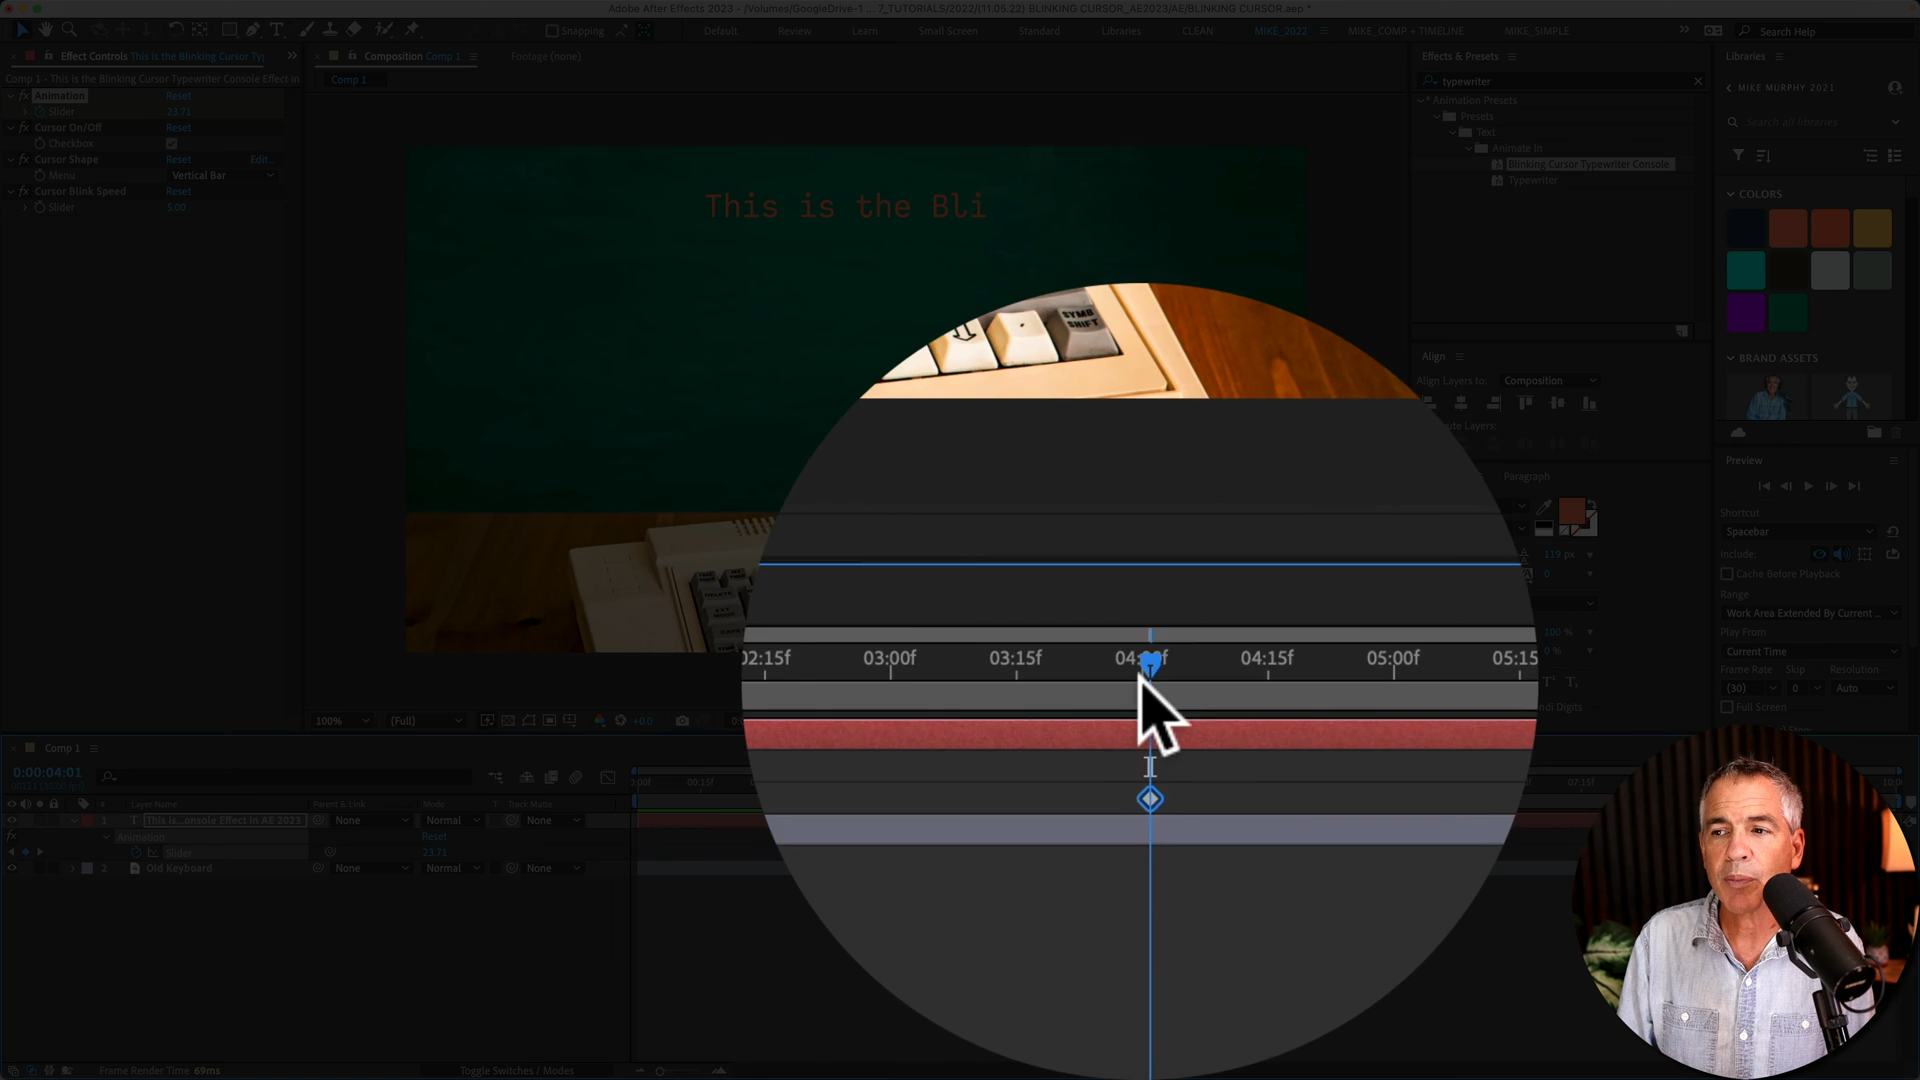 Adobe After Effects 2023 - /Volumes/GoogleDrive-1 ... 7_TUTORIALS/2022/(11.05.22) BLINKING CURSOR_AE2023/AE/BLINKING CURSOR.aep *
Snapping
Default
Review
Learn
Small Screen
Standard
Libraries
CLEAN
MIKE_2022
MIKE_COMP + TIMELINE
MIKE_SIMPLE
Search Help
Effect Controls This is the Blinking Cursor Ty
Comp 1 - This is the Blinking Cursor Typewriter Console Effect in
fx Animation Reset
Slider 23.71
fx Cursor On/Off Reset
Checkbox
fx Cursor Shape Reset Edit...
Menu Vertical Bar
fx Cursor Blink Speed Reset
Slider 5.00
Composition Comp 1
Footage (none)
Comp 1
This is the Bli
SYMB
SHIFT
DELETE
02:15f 03:00f 03:15f 04:15f 05:00f 05:15
100% (Full) +0.0
Effects & Presets
typewriter
* Animation Presets
Presets
Text
Animate In
Blinking Cursor Typewriter Console
Typewriter
Align
Align Layers to: Composition
ute Layers:
Paragraph
119 px
0
100 %
0 %
ndi Digits
Libraries
MIKE MURPHY 2021
Search all libraries
COLORS
BRAND ASSETS
Preview
Shortcut
Spacebar
Include:
Cache Before Playback
Range
Work Area Extended By Current ...
Play From
Current Time
Frame Rate Skip Resolution
(30) 0 Auto
Full Screen
Comp 1
0:00:04:01
# Layer Name Parent & Link Mode T Track Matte
1 T This is...onsole Effect in AE 2023 None Normal None
Animation Reset
Slider 23.71
2 Old Keyboard None Normal None
00:15f
07:15f
Frame Render Time 69ms
Toggle Switches / Modes